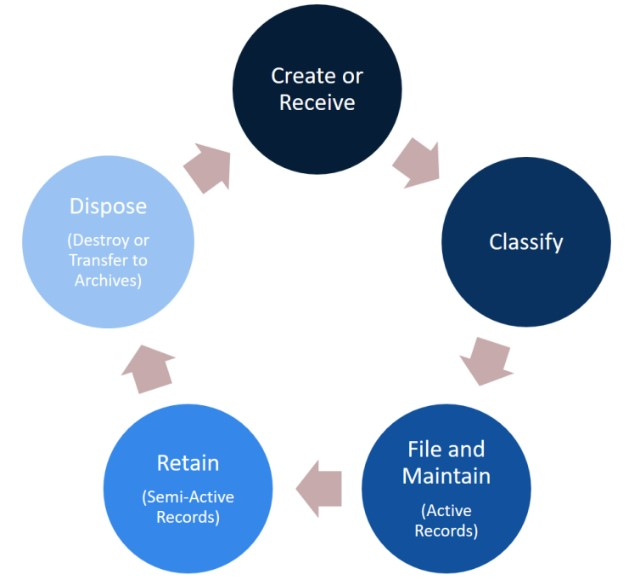 Create or
Receive
Classify
File and
Maintain
(Active
Records)
Retain
(Semi-Active
Records)
Dispose
(Destroy or
Transfer to
Archives)